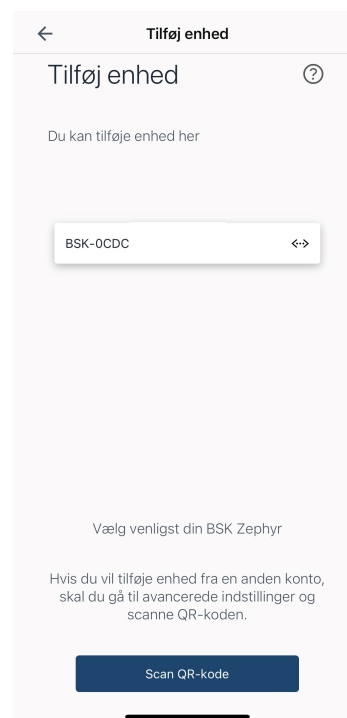 Tilføj enhed
Tilføj enhed
Du kan tilføje enhed her
BSK-0CDC
Vælg venligst din BSK Zephyr
Hvis du vil tilføje enhed fra en anden konto,
skal du gå til avancerede indstillinger og
scanne QR-koden.
Scan QR-kode